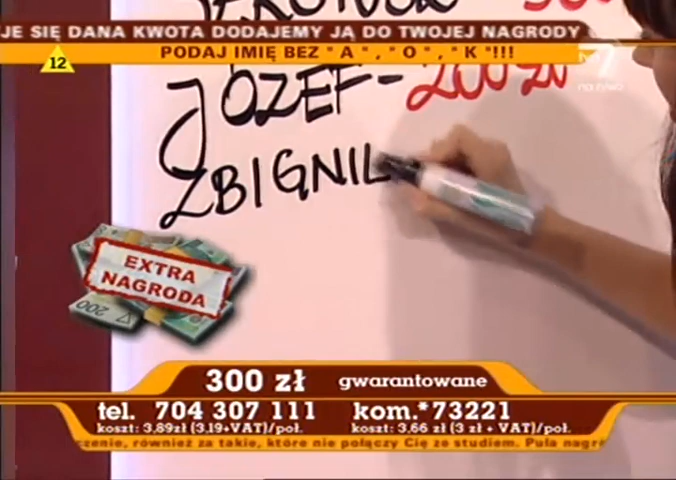 JE SIĘ DANA KWOTA DODAJEMY JĄ DO TWOJEJ NAGRODY
PODAJ IMIĘ BEZ " A " , " O " , " K "!!!
12
JÓZEF - 200 zł
ZBIGNIL
EXTRA
NAGRODA
200
300 zł gwarantowane
tel. 704 307 111 kom.*73221
koszt: 3,89zł (3,19+VAT)/poł. koszt: 3,66 zł (3 zł + VAT)/poł.
czenie, również za takie, które nie połączy Cię ze studiem. Pula nagr